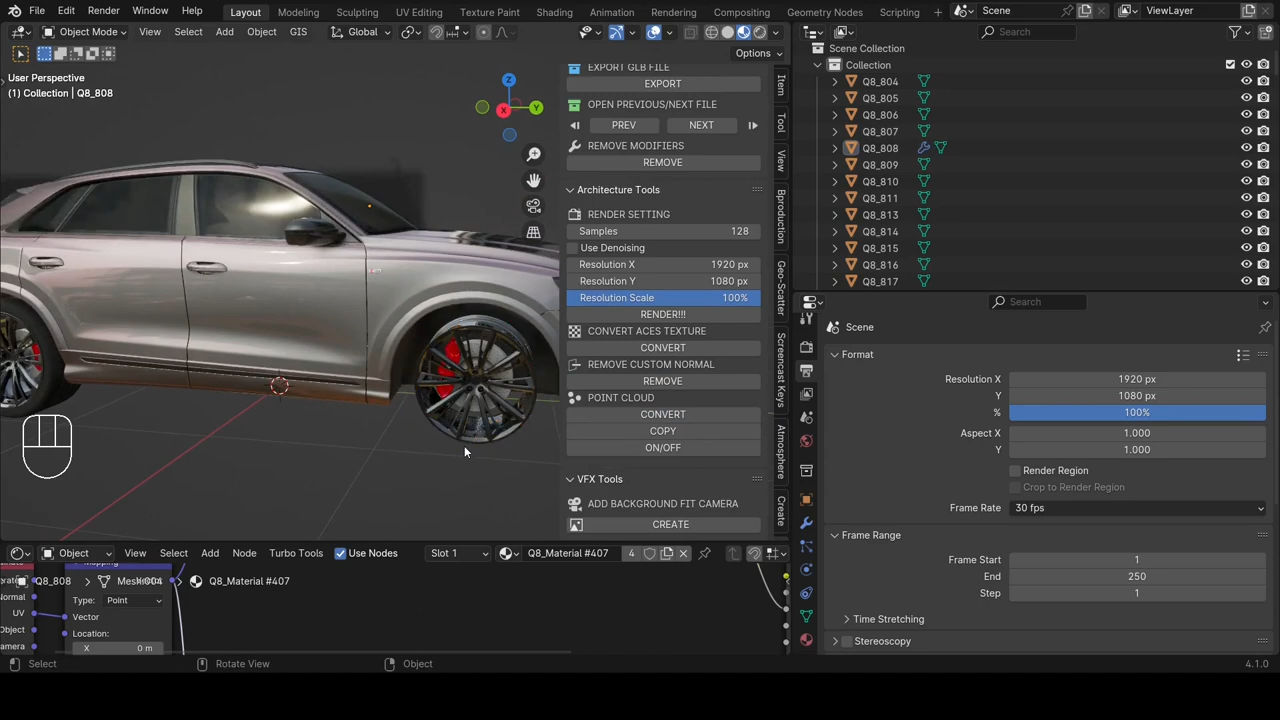 File Edit Render Window Help Layout Modeling Sculpting UV Editing Texture Paint Shading Animation Rendering Compositing Geometry Nodes Scripting + Scene ViewLayer
Object Mode View Select Add Object GIS Global Search
Options
User Perspective
(1) Collection | Q8_808
Z
X
Y
EXPORT GLB FILE
EXPORT
OPEN PREVIOUS/NEXT FILE
PREV NEXT
REMOVE MODIFIERS
REMOVE
Architecture Tools
RENDER SETTING
Samples 128
Use Denoising
Resolution X 1920 px
Resolution Y 1080 px
Resolution Scale 100%
RENDER!!!
CONVERT ACES TEXTURE
CONVERT
REMOVE CUSTOM NORMAL
REMOVE
POINT CLOUD
CONVERT
COPY
ON/OFF
VFX Tools
ADD BACKGROUND FIT CAMERA
CREATE
Item
Tool
View
Bproduction
Geo-Scatter
Screencast Keys
Atmosphere
Create
Scene Collection
Collection
Q8_804
Q8_805
Q8_806
Q8_807
Q8_808
Q8_809
Q8_810
Q8_811
Q8_813
Q8_814
Q8_815
Q8_816
Q8_817
Search
Scene
Format
Resolution X 1920 px
Y 1080 px
% 100%
Aspect X 1.000
Y 1.000
Render Region
Crop to Render Region
Frame Rate 30 fps
Frame Range
Frame Start 1
End 250
Step 1
Time Stretching
Stereoscopy
Object View Select Add Node Turbo Tools Use Nodes Slot 1 Q8_Material #407 4
Q8_808 Q8_Material #407
Type: Point
UV Vector
Location:
X 0 m
Select Rotate View Object 4.1.0